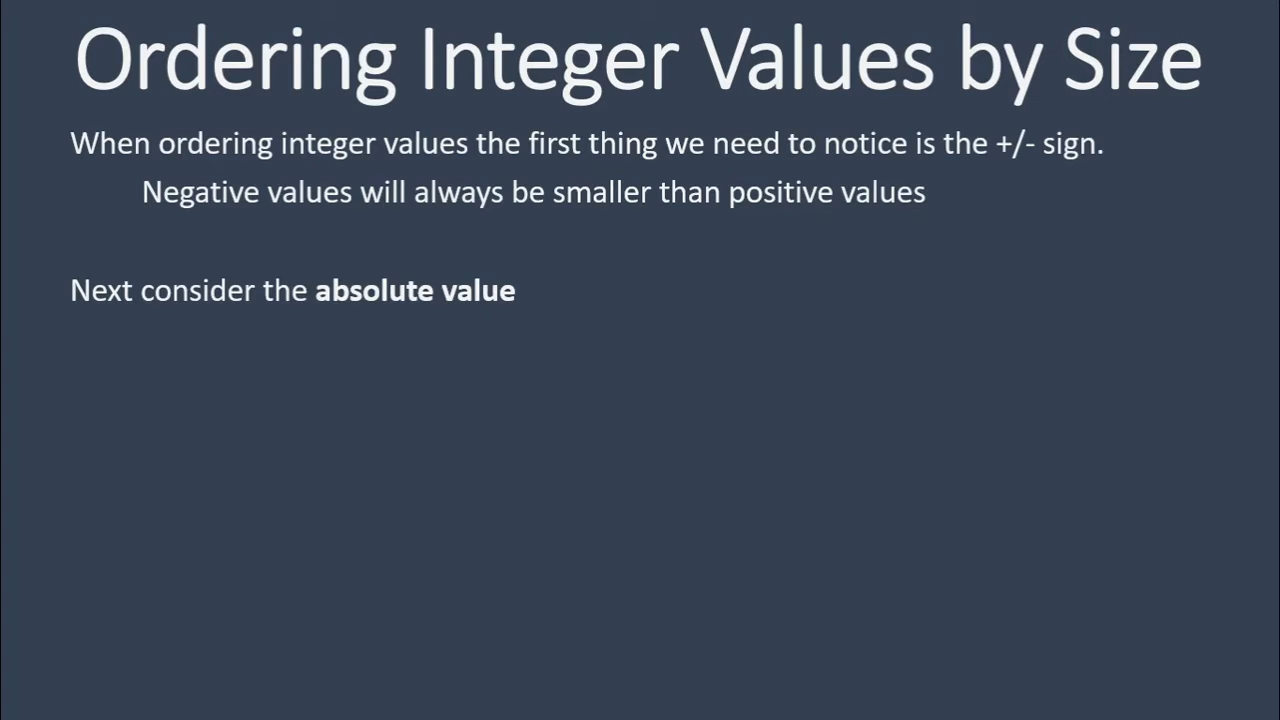 Ordering Integer Values by Size
When ordering integer values the first thing we need to notice is the +/- sign.
Negative values will always be smaller than positive values
Next consider the absolute value